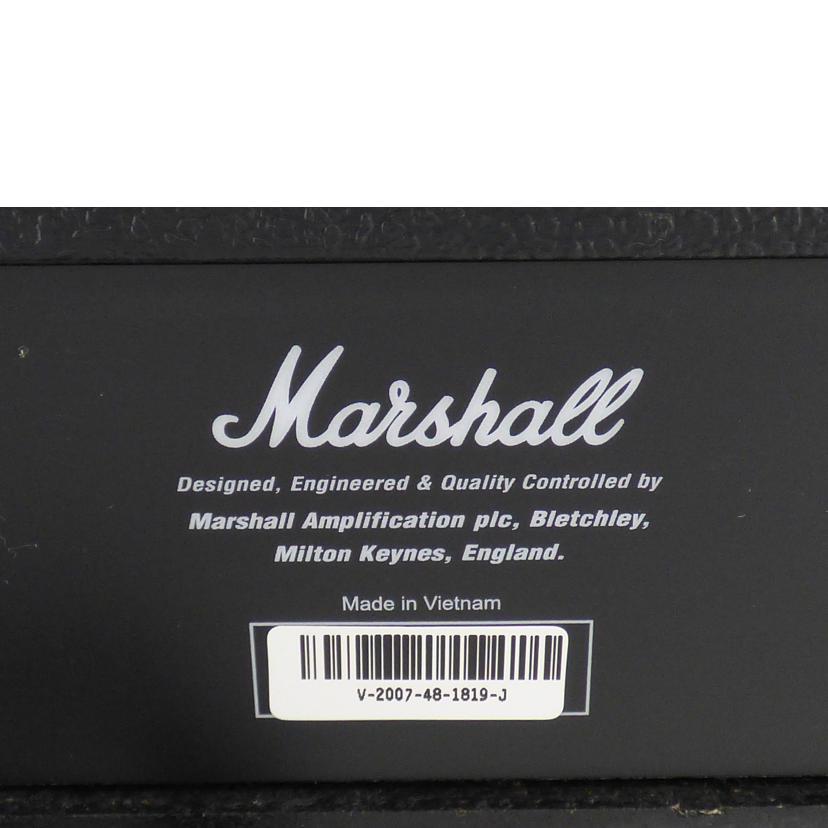 Marshall
Designed, Engineered & Quality Controlled by
Marshall Amplification plc, Bletchley,
Milton Keynes, England.
Made in Vietnam
V-2007-48-1819-J